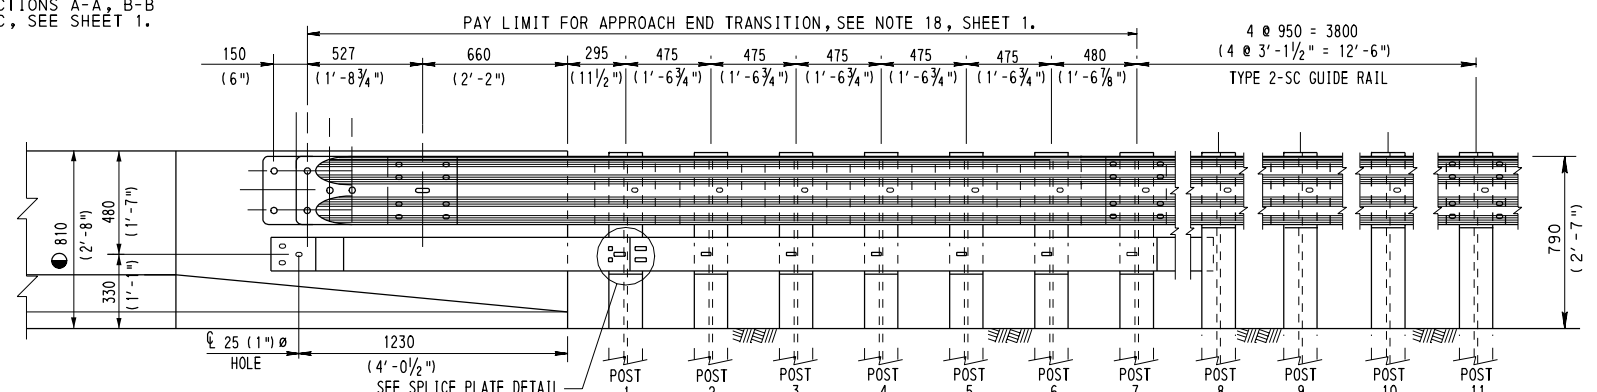 CTIONS A-A, B-B
C, SEE SHEET 1.
PAY LIMIT FOR APPROACH END TRANSITION, SEE NOTE 18, SHEET 1.
4 @ 950 = 3800
(4 @ 3'-1½" = 12'-6")
TYPE 2-SC GUIDE RAIL
150 527 660 295 475 475 475 475 475 480
(6") (1'-8¾") (2'-2") (11½") (1'-6¾") (1'-6¾") (1'-6¾") (1'-6¾") (1'-6¾") (1'-6⅞")
810
(2'-8")
480
(1'-7")
330
(1'-1")
790
(2'-7")
℄ 25 (1") ø
HOLE
1230
(4'-0½")
SEE SPLICE PLATE DETAIL
POST POST POST POST POST POST POST POST POST POST POST
1 2 3 4 5 6 7 8 9 10 11